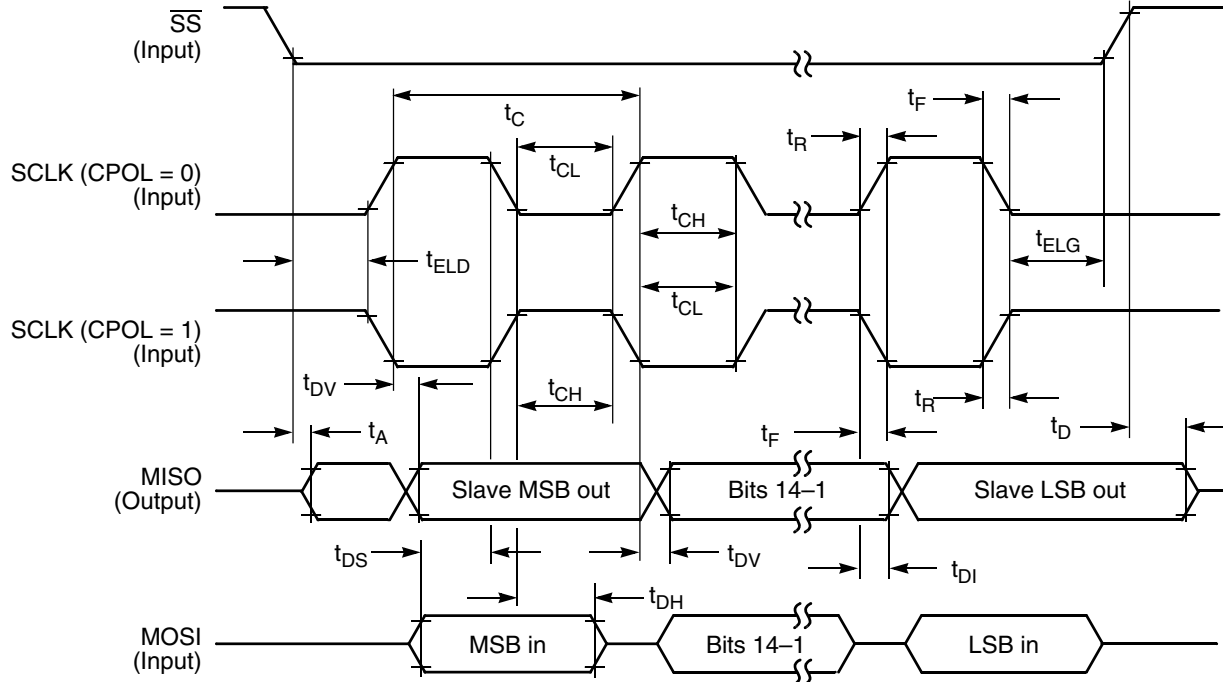 SS
(Input)
tF
tC
tR
SCLK (CPOL = 0)
(Input)
tCL
tCH
tELD
tELG
tCL
SCLK (CPOL = 1)
(Input)
tDV
tCH
tR
tA
tF
tD
MISO
(Output)
Slave MSB out
Bits 14–1
Slave LSB out
tDS
tDV
tDI
tDH
MOSI
(Input)
MSB in
Bits 14–1
LSB in